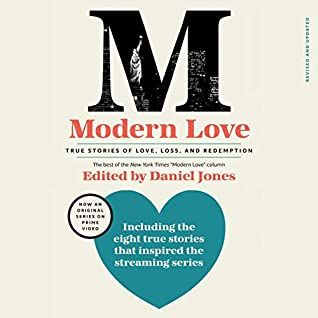 REVISED AND UPDATED
M
Modern Love
TRUE STORIES OF LOVE, LOSS, AND REDEMPTION
The best of the New York Times "Modern Love" column
Edited by Daniel Jones
NOW AN
ORIGINAL
SERIES ON
PRIME
VIDEO
Including the
eight true stories
that inspired the
streaming series